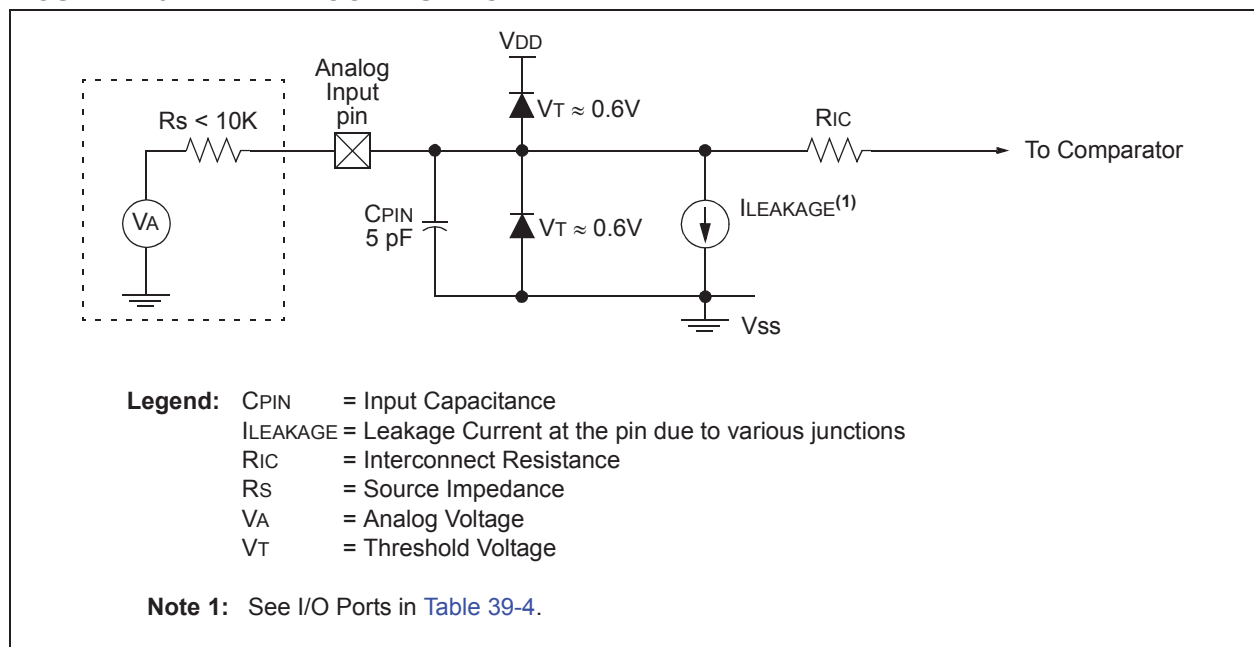 VDD
Analog
Input
pin
Rs < 10K
VT ≈ 0.6V
RIC
To Comparator
VA
CPIN
5 pF
VT ≈ 0.6V
ILEAKAGE(1)
Vss
Legend: CPIN = Input Capacitance
ILEAKAGE = Leakage Current at the pin due to various junctions
RIC = Interconnect Resistance
RS = Source Impedance
VA = Analog Voltage
VT = Threshold Voltage
Note 1: See I/O Ports in Table 39-4.